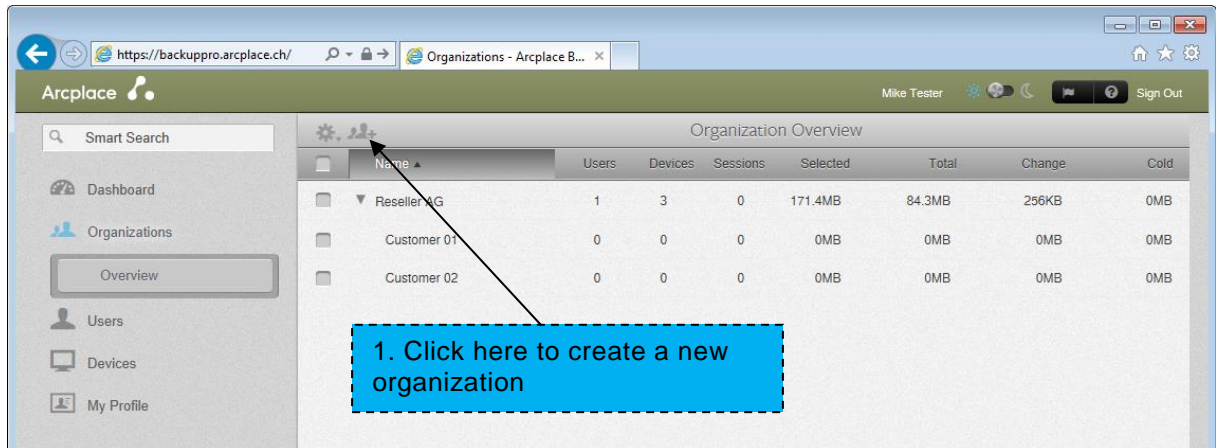 https://backuppro.arcplace.ch/
Organizations - Arcplace B...
Arcplace
Mike Tester
Sign Out
Smart Search
Organization Overview
Name Users Devices Sessions Selected Total Change Cold
Dashboard
Reseller AG 1 3 0 171.4MB 84.3MB 256KB 0MB
Organizations
Customer 01 0 0 0 0MB 0MB 0MB 0MB
Overview
Customer 02 0 0 0 0MB 0MB 0MB 0MB
Users
Devices
My Profile
1. Click here to create a new
organization